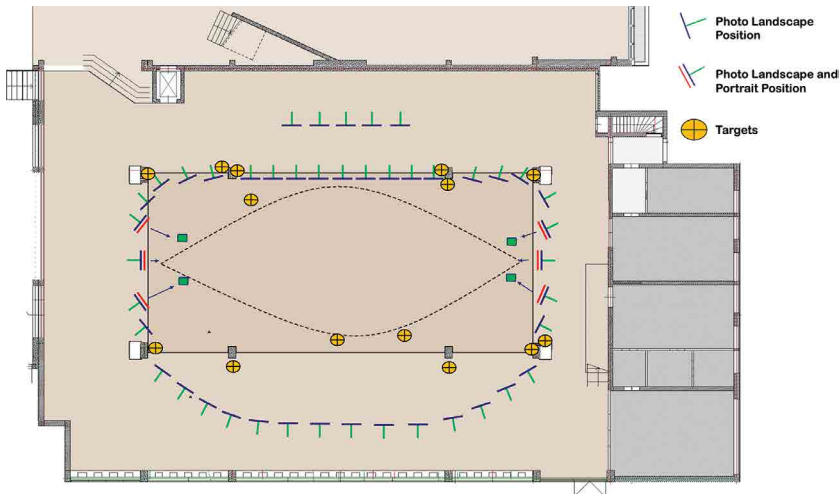 Photo Landscape
Position
Photo Landscape and
Portrait Position
Targets